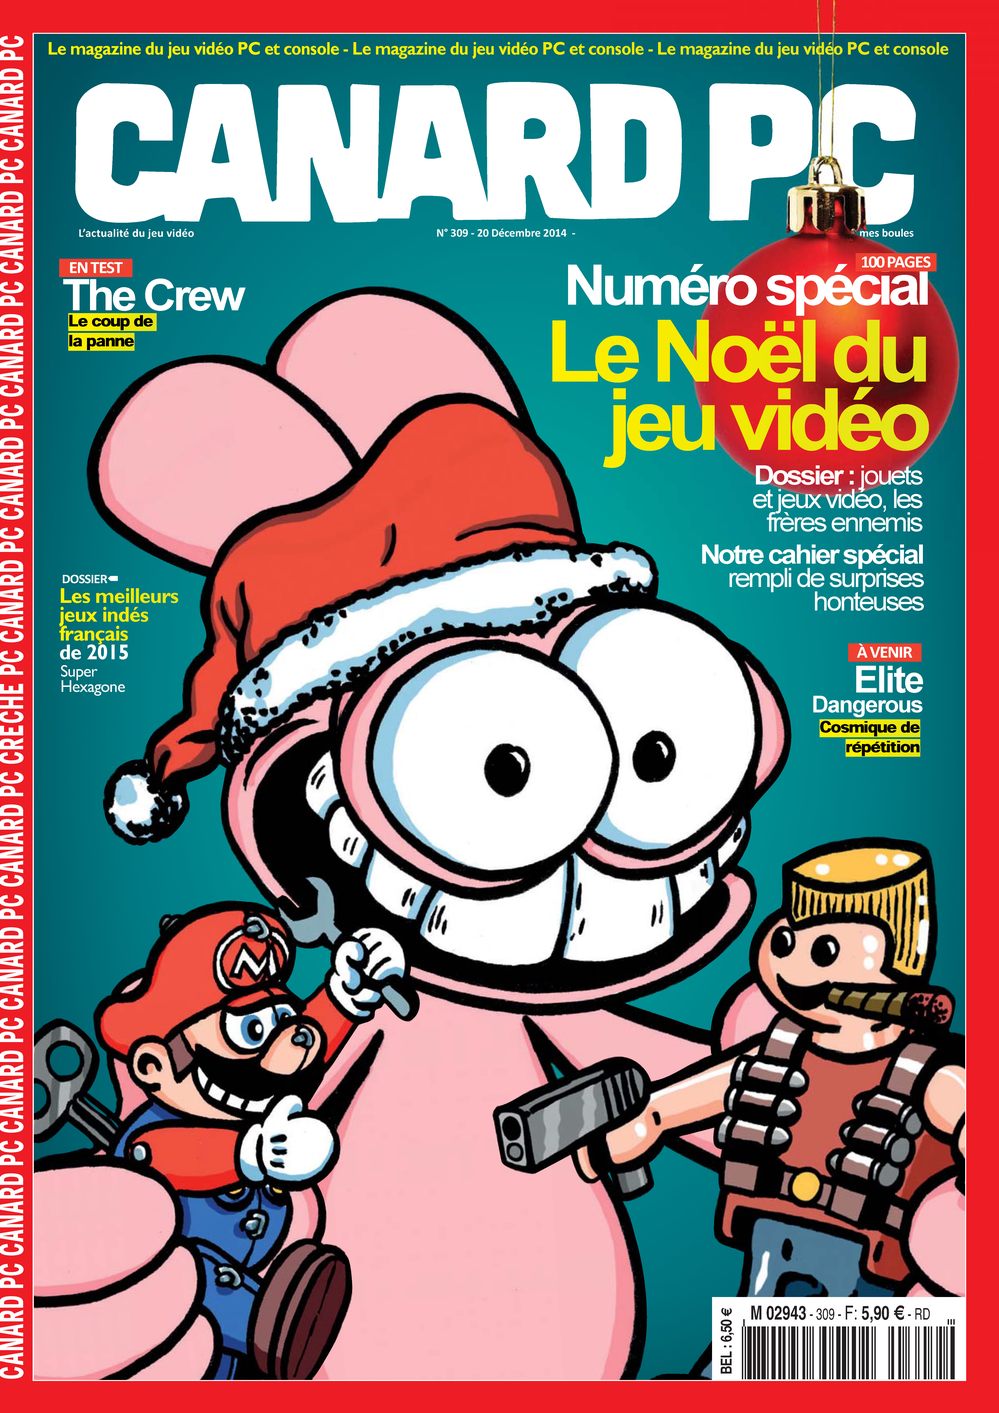 Le magazine du jeu vidéo PC et console - Le magazine du jeu vidéo PC et console - Le magazine du jeu vidéo PC et console
CANARD PC
L'actualité du jeu vidéo
N° 309 - 20 Décembre 2014 -
mes boules
EN TEST
The Crew
Le coup de
la panne
100 PAGES
Numéro spécial
Le Noël du
jeu vidéo
Dossier : jouets
et jeux vidéo, les
frères ennemis
Notre cahier spécial
rempli de surprises
honteuses
DOSSIER
Les meilleurs
jeux indés
français
de 2015
Super
Hexagone
À VENIR
Elite
Dangerous
Cosmique de
répétition
M
BEL : 6,50 €
M 02943 - 309 - F: 5,90 € - RD
CANARD PC CANARD PC CANARD PC CANARD PC CRECHE PC CANARD PC CANARD PC CANARD PC CANARD PC CANARD PC